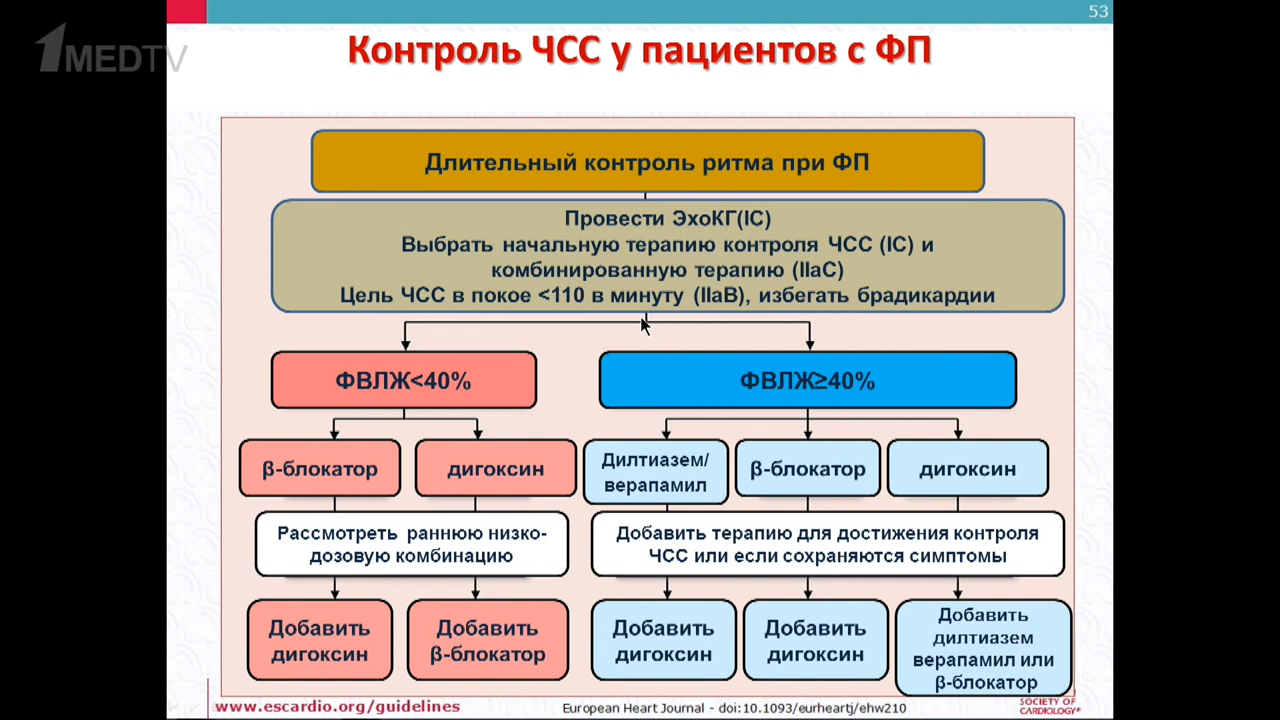 53
1MEDTV
Контроль ЧСС у пациентов с ФП
Длительный контроль ритма при ФП
Провести ЭхоКГ(IC)
Выбрать начальную терапию контроля ЧСС (IC) и
комбинированную терапию (IIaC)
Цель ЧСС в покое <110 в минуту (IIaB), избегать брадикардии
ФВЛЖ<40%
ФВЛЖ≥40%
β-блокатор
дигоксин
Дилтиазем/
верапамил
β-блокатор
дигоксин
Рассмотреть раннюю низко-
дозовую комбинацию
Добавить терапию для достижения контроля
ЧСС или если сохраняются симптомы
Добавить
дигоксин
Добавить
β-блокатор
Добавить
дигоксин
Добавить
дигоксин
Добавить
дилтиазем
верапамил или
β-блокатор
www.escardio.org/guidelines
European Heart Journal - doi:10.1093/eurheartj/ehw210
SOCIETY OF
CARDIOLOGY®